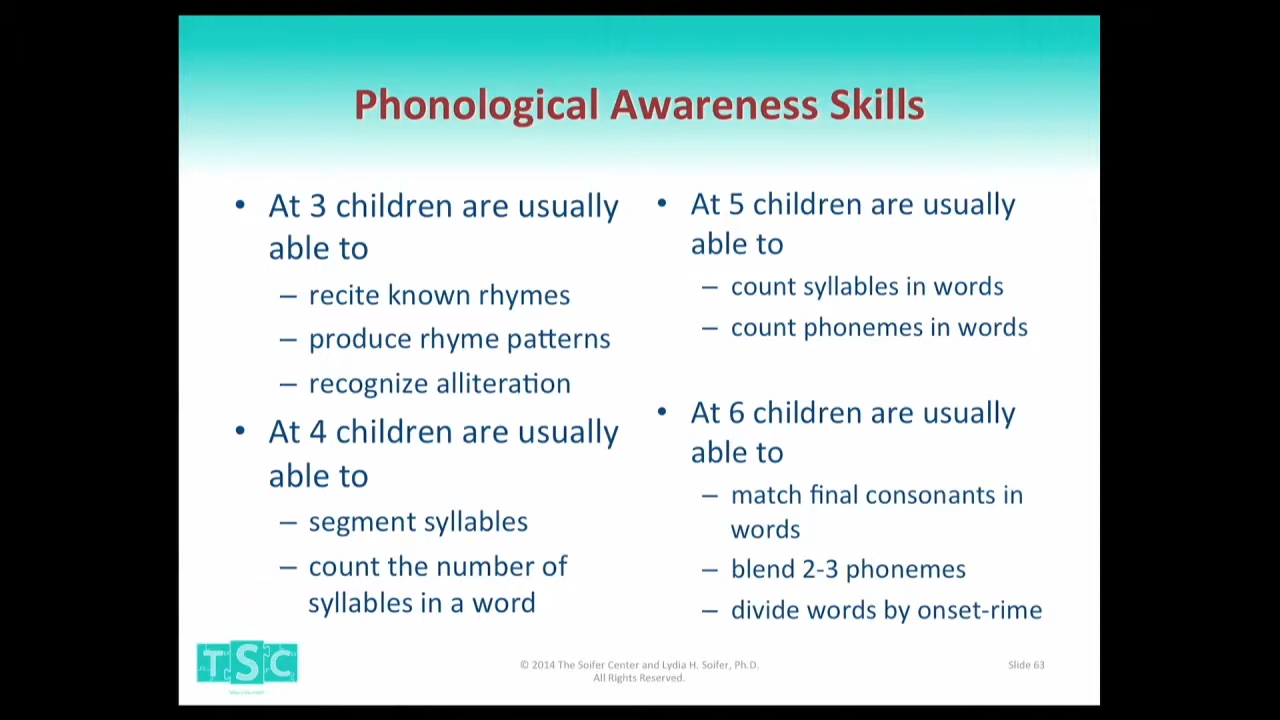 Phonological Awareness Skills
• At 3 children are usually
able to
– recite known rhymes
– produce rhyme patterns
– recognize alliteration
• At 4 children are usually
able to
– segment syllables
– count the number of
syllables in a word
• At 5 children are usually
able to
– count syllables in words
– count phonemes in words
• At 6 children are usually
able to
– match final consonants in
words
– blend 2-3 phonemes
– divide words by onset-rime
TSC
© 2014 The Soifer Center and Lydia H. Soifer, Ph.D.
All Rights Reserved.
Slide 63